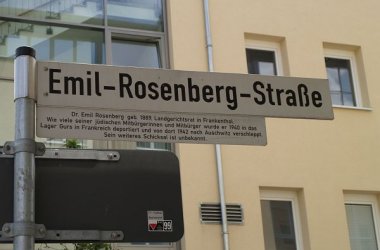 Emil-Rosenberg-Straße
Dr. Emil Rosenberg geb. 1889, Landgerichtsrat in Frankenthal.
Wie viele seiner jüdischen Mitbürgerinnen und Mitbürger wurde er 1940 in das
Lager Gurs in Frankreich deportiert und von dort 1942 nach Auschwitz verschleppt.
Sein weiteres Schicksal ist unbekannt.
99